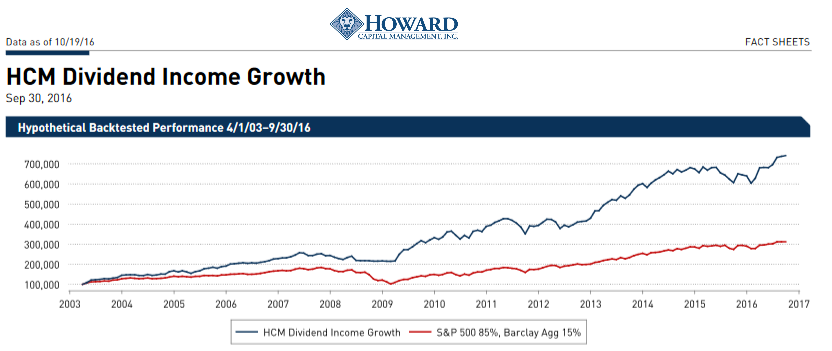 HOWARD
CAPITAL MANAGEMENT, INC.
Data as of 10/19/16
FACT SHEETS
HCM Dividend Income Growth
Sep 30, 2016
Hypothetical Backtested Performance 4/1/03–9/30/16
700,000
600,000
500,000
400,000
300,000
200,000
100,000
2003 2004 2005 2006 2007 2008 2009 2010 2011 2012 2013 2014 2015 2016 2017
HCM Dividend Income Growth S&P 500 85%, Barclay Agg 15%